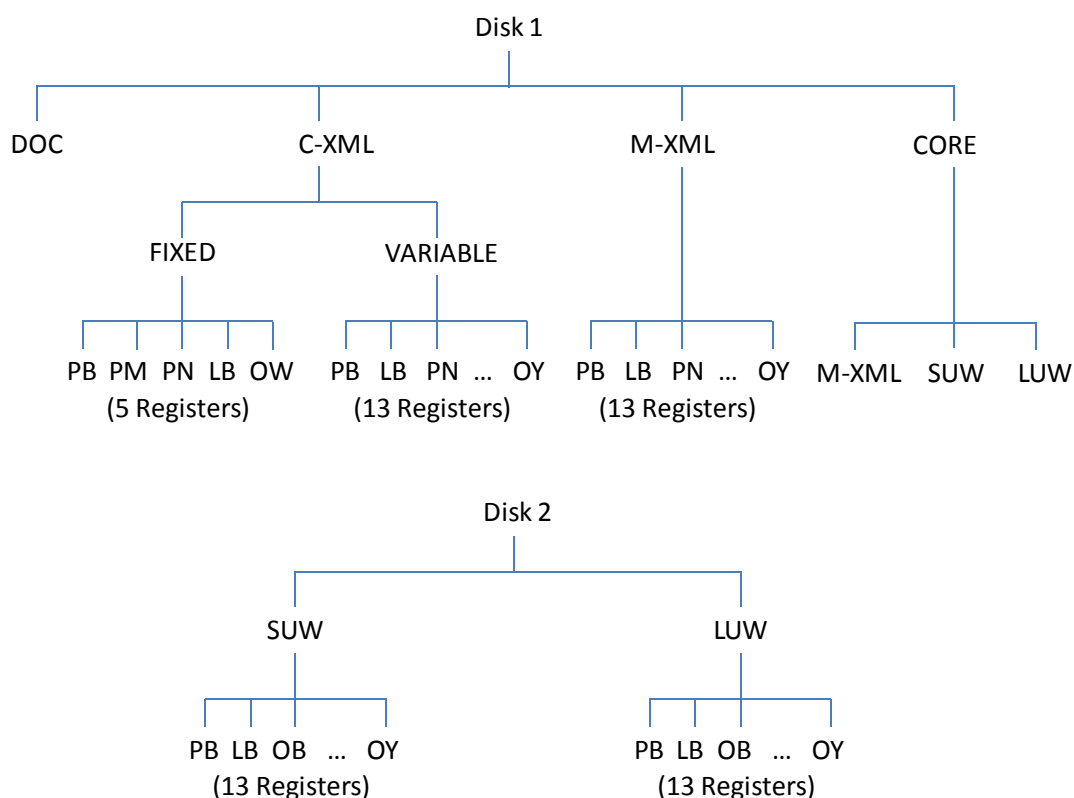 Disk 1
DOC C-XML M-XML CORE
FIXED VARIABLE
PB PM PN LB OW PB LB PN ... OY PB LB PN ... OY M-XML SUW LUW
(5 Registers) (13 Registers) (13 Registers)
Disk 2
SUW LUW
PB LB OB ... OY PB LB OB ... OY
(13 Registers) (13 Registers)